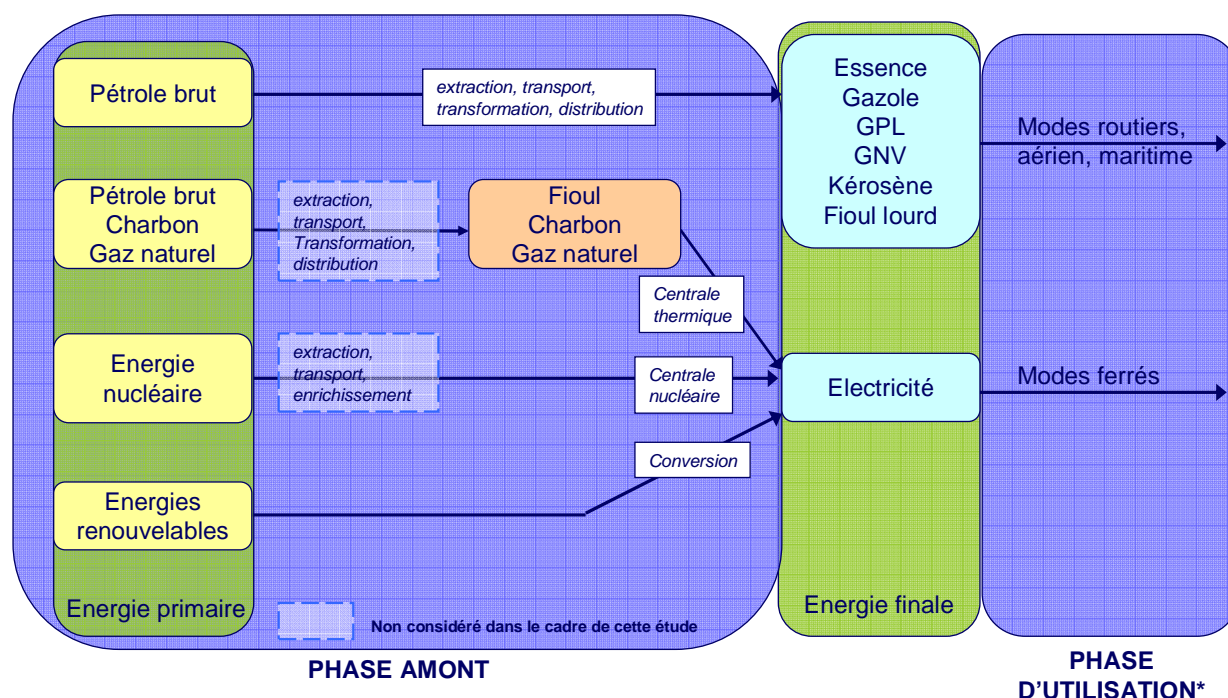 Pétrole brut
extraction, transport,
transformation, distribution
Essence
Gazole
GPL
GNV
Kérosène
Fioul lourd
Modes routiers,
aérien, maritime
Pétrole brut
Charbon
Gaz naturel
extraction,
transport,
Transformation,
distribution
Fioul
Charbon
Gaz naturel
Centrale
thermique
Energie
nucléaire
extraction,
transport,
enrichissement
Centrale
nucléaire
Electricité
Modes ferrés
Conversion
Energies
renouvelables
Energie primaire
Non considéré dans le cadre de cette étude
Energie finale
PHASE AMONT
PHASE
D'UTILISATION*